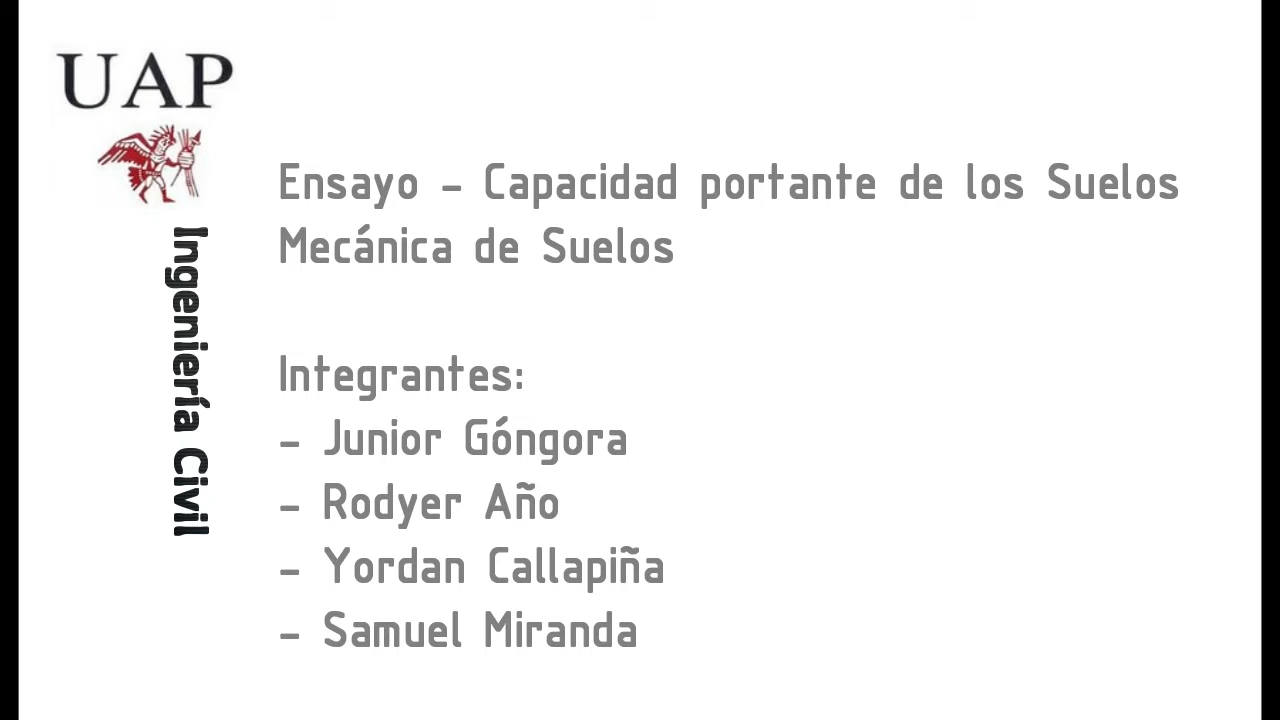 UAP
Ingeniería Civil
Ensayo - Capacidad portante de los Suelos
Mecánica de Suelos
Integrantes:
- Junior Góngora
- Rodyer Año
- Yordan Callapiña
- Samuel Miranda